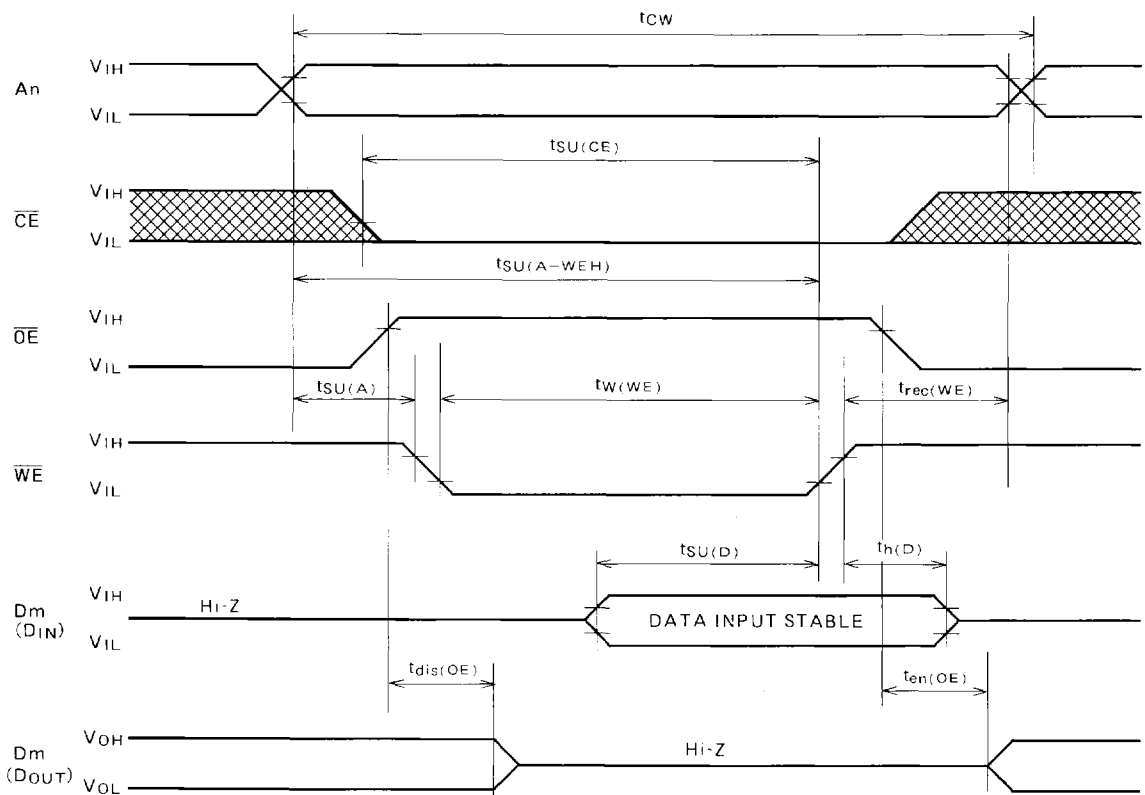 tCW
An
VIH
VIL
tSU(CE)
CE
VIH
VIL
tSU(A-WEH)
OE
VIH
VIL
tSU(A)
tW(WE)
trec(WE)
WE
VIH
VIL
tSU(D)
th(D)
Dm
(DIN)
VIH
VIL
Hi-Z
DATA INPUT STABLE
tdis(OE)
ten(OE)
Dm
(DOUT)
VOH
VOL
Hi-Z